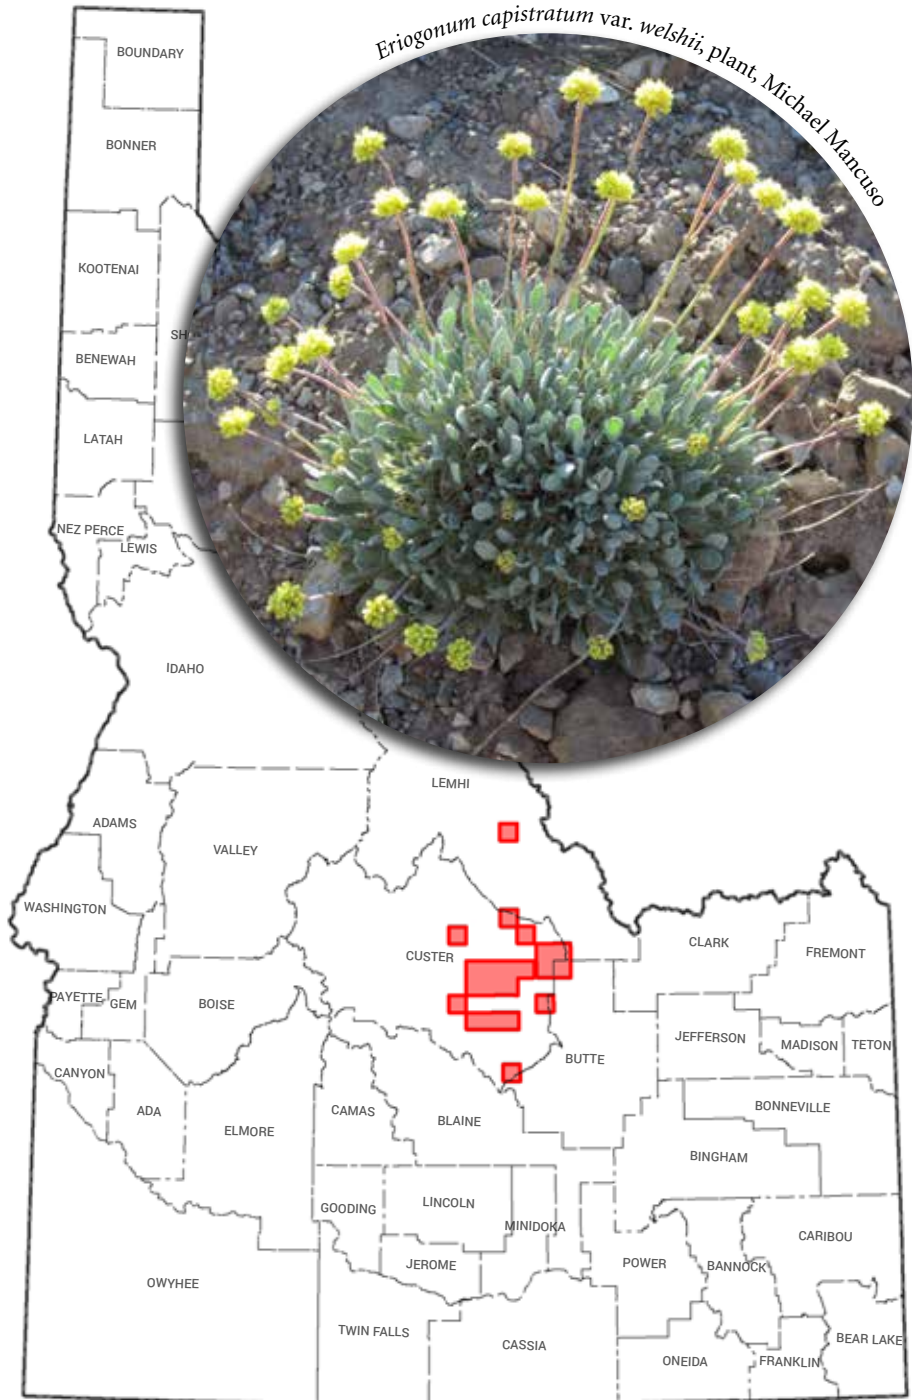 Eriogonum capistratum var. welshii, plant, Michael Mancuso
BOUNDARY
BONNER
KOOTENAI
SH
BENEWAH
LATAH
NEZ PERCE
LEWIS
IDAHO
LEMHI
ADAMS
VALLEY
WASHINGTON
CUSTER
CLARK
FREMONT
PAYETTE
GEM
BOISE
JEFFERSON
MADISON
TETON
CANYON
BUTTE
ADA
CAMAS
BLAINE
BONNEVILLE
ELMORE
BINGHAM
GOODING
LINCOLN
MINIDOKA
CARIBOU
JEROME
POWER
BANNOCK
OWYHEE
TWIN FALLS
CASSIA
BEAR LAKE
ONEIDA
FRANKLIN